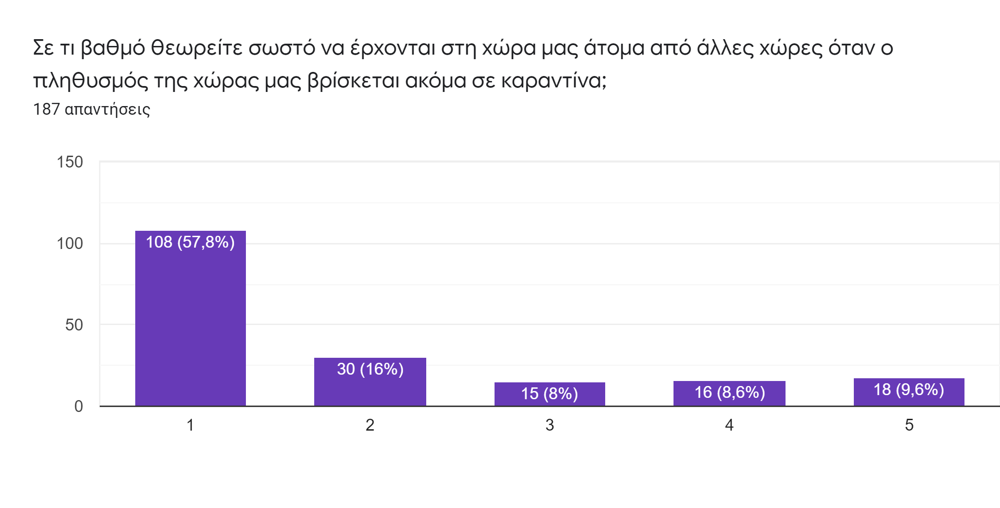 Σε τι βαθμό θεωρείτε σωστό να έρχονται στη χώρα μας άτομα από άλλες χώρες όταν ο
πληθυσμός της χώρας μας βρίσκεται ακόμα σε καραντίνα;
187 απαντήσεις
150
100
50
0
108 (57,8%)
30 (16%)
15 (8%)
16 (8,6%)
18 (9,6%)
1 2 3 4 5